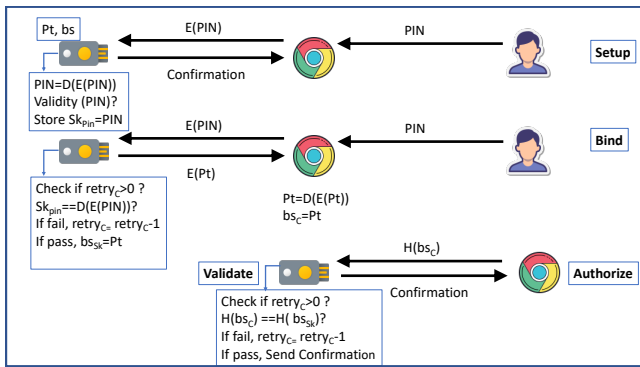 Pt, bs
E(PIN)
PIN
Setup
Confirmation
PIN=D(E(PIN))
Validity (PIN)?
Store Sk_Pin=PIN
E(PIN)
PIN
Bind
E(Pt)
Check if retry_C>0 ?
Sk_pin==D(E(PIN))?
If fail, retry_C= retry_C-1
If pass, bs_Sk=Pt
Pt=D(E(Pt))
bs_C=Pt
H(bs_C)
Validate
Authorize
Confirmation
Check if retry_C>0 ?
H(bs_C) ==H( bs_Sk)?
If fail, retry_C= retry_C-1
If pass, Send Confirmation